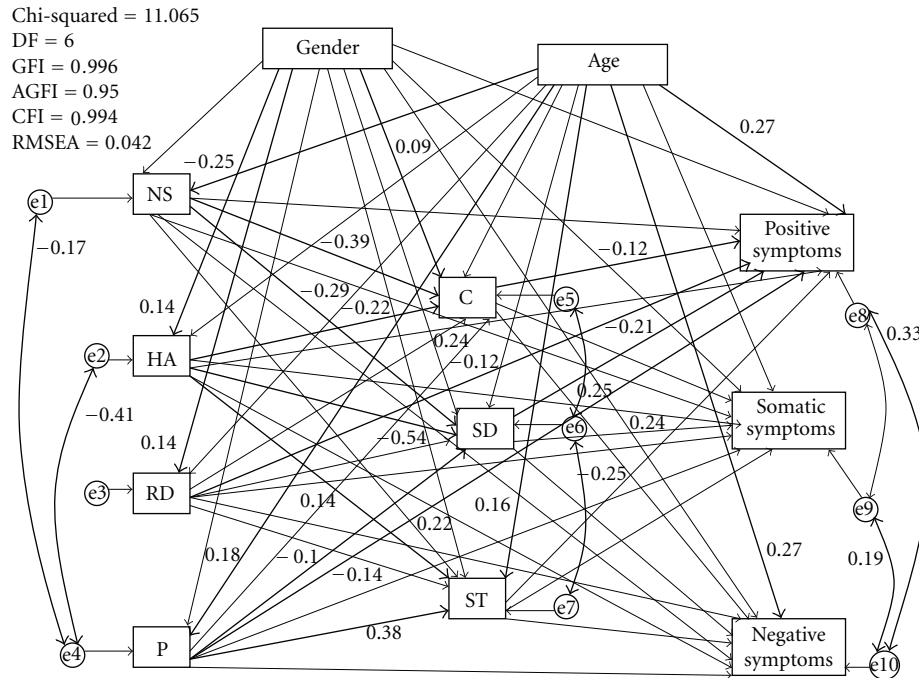 Chi-squared = 11.065
DF = 6
GFI = 0.996
AGFI = 0.95
CFI = 0.994
RMSEA = 0.042
Gender
Age
0.27
0.09
−0.25
NS
e1
−0.17
−0.39
−0.12
Positive
symptoms
−0.29
−0.22
C
e5
0.14
0.24
−0.21
e8
0.33
HA
e2
−0.12
0.25
−0.41
Somatic
symptoms
SD
e6
0.24
0.14
−0.54
−0.25
RD
e3
0.14
0.16
e9
0.22
0.18
−0.1
0.27
0.19
−0.14
ST
e7
0.38
P
e4
Negative
symptoms
e10